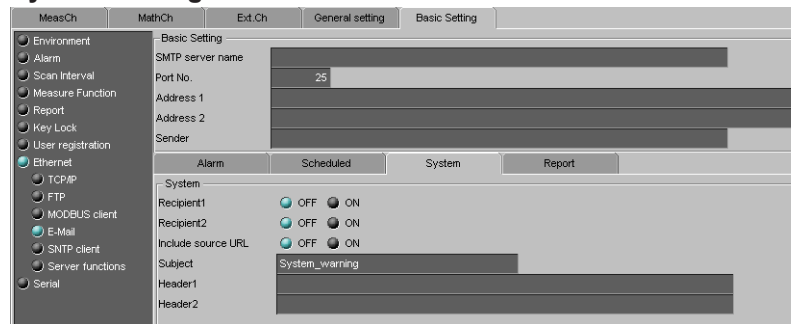 MeasCh MathCh Ext.Ch General setting Basic Setting
Environment
Alarm
Scan Interval
Measure Function
Report
Key Lock
User registration
Ethernet
TCP/IP
FTP
MODBUS client
E-Mail
SNTP client
Server functions
Serial
Basic Setting
SMTP server name
Port No. 25
Address 1
Address 2
Sender
Alarm Scheduled System Report
System
Recipient1 OFF ON
Recipient2 OFF ON
Include source URL OFF ON
Subject System_warning
Header1
Header2